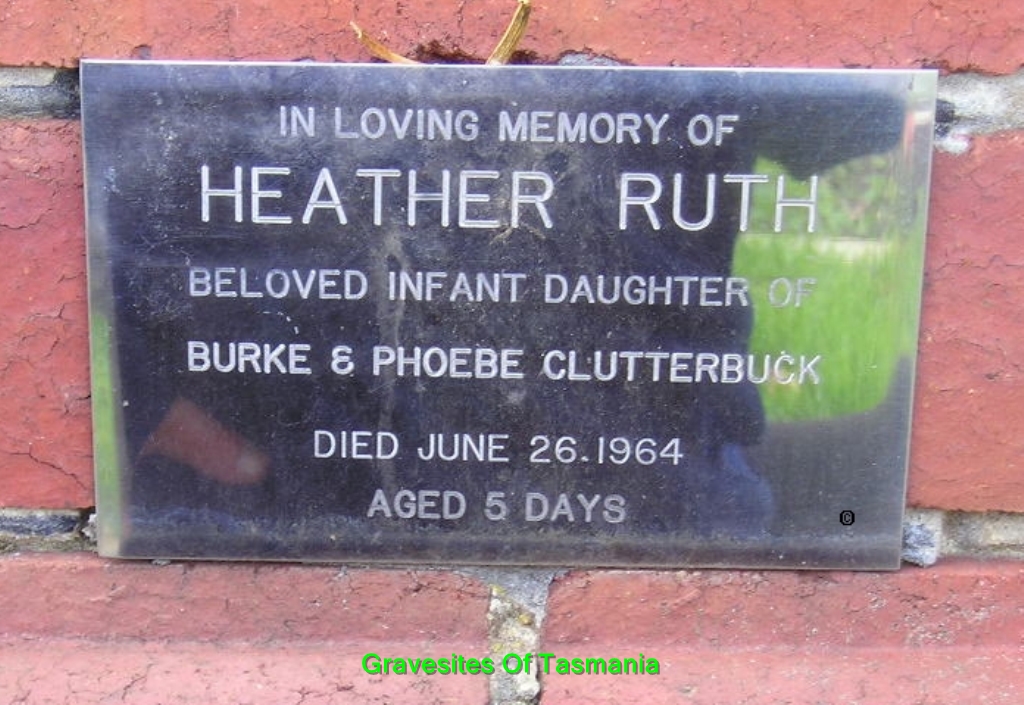 IN LOVING MEMORY OF
HEATHER RUTH
BELOVED INFANT DAUGHTER OF
BURKE & PHOEBE CLUTTERBUCK
DIED JUNE 26.1964
AGED 5 DAYS
©
Gravesites Of Tasmania